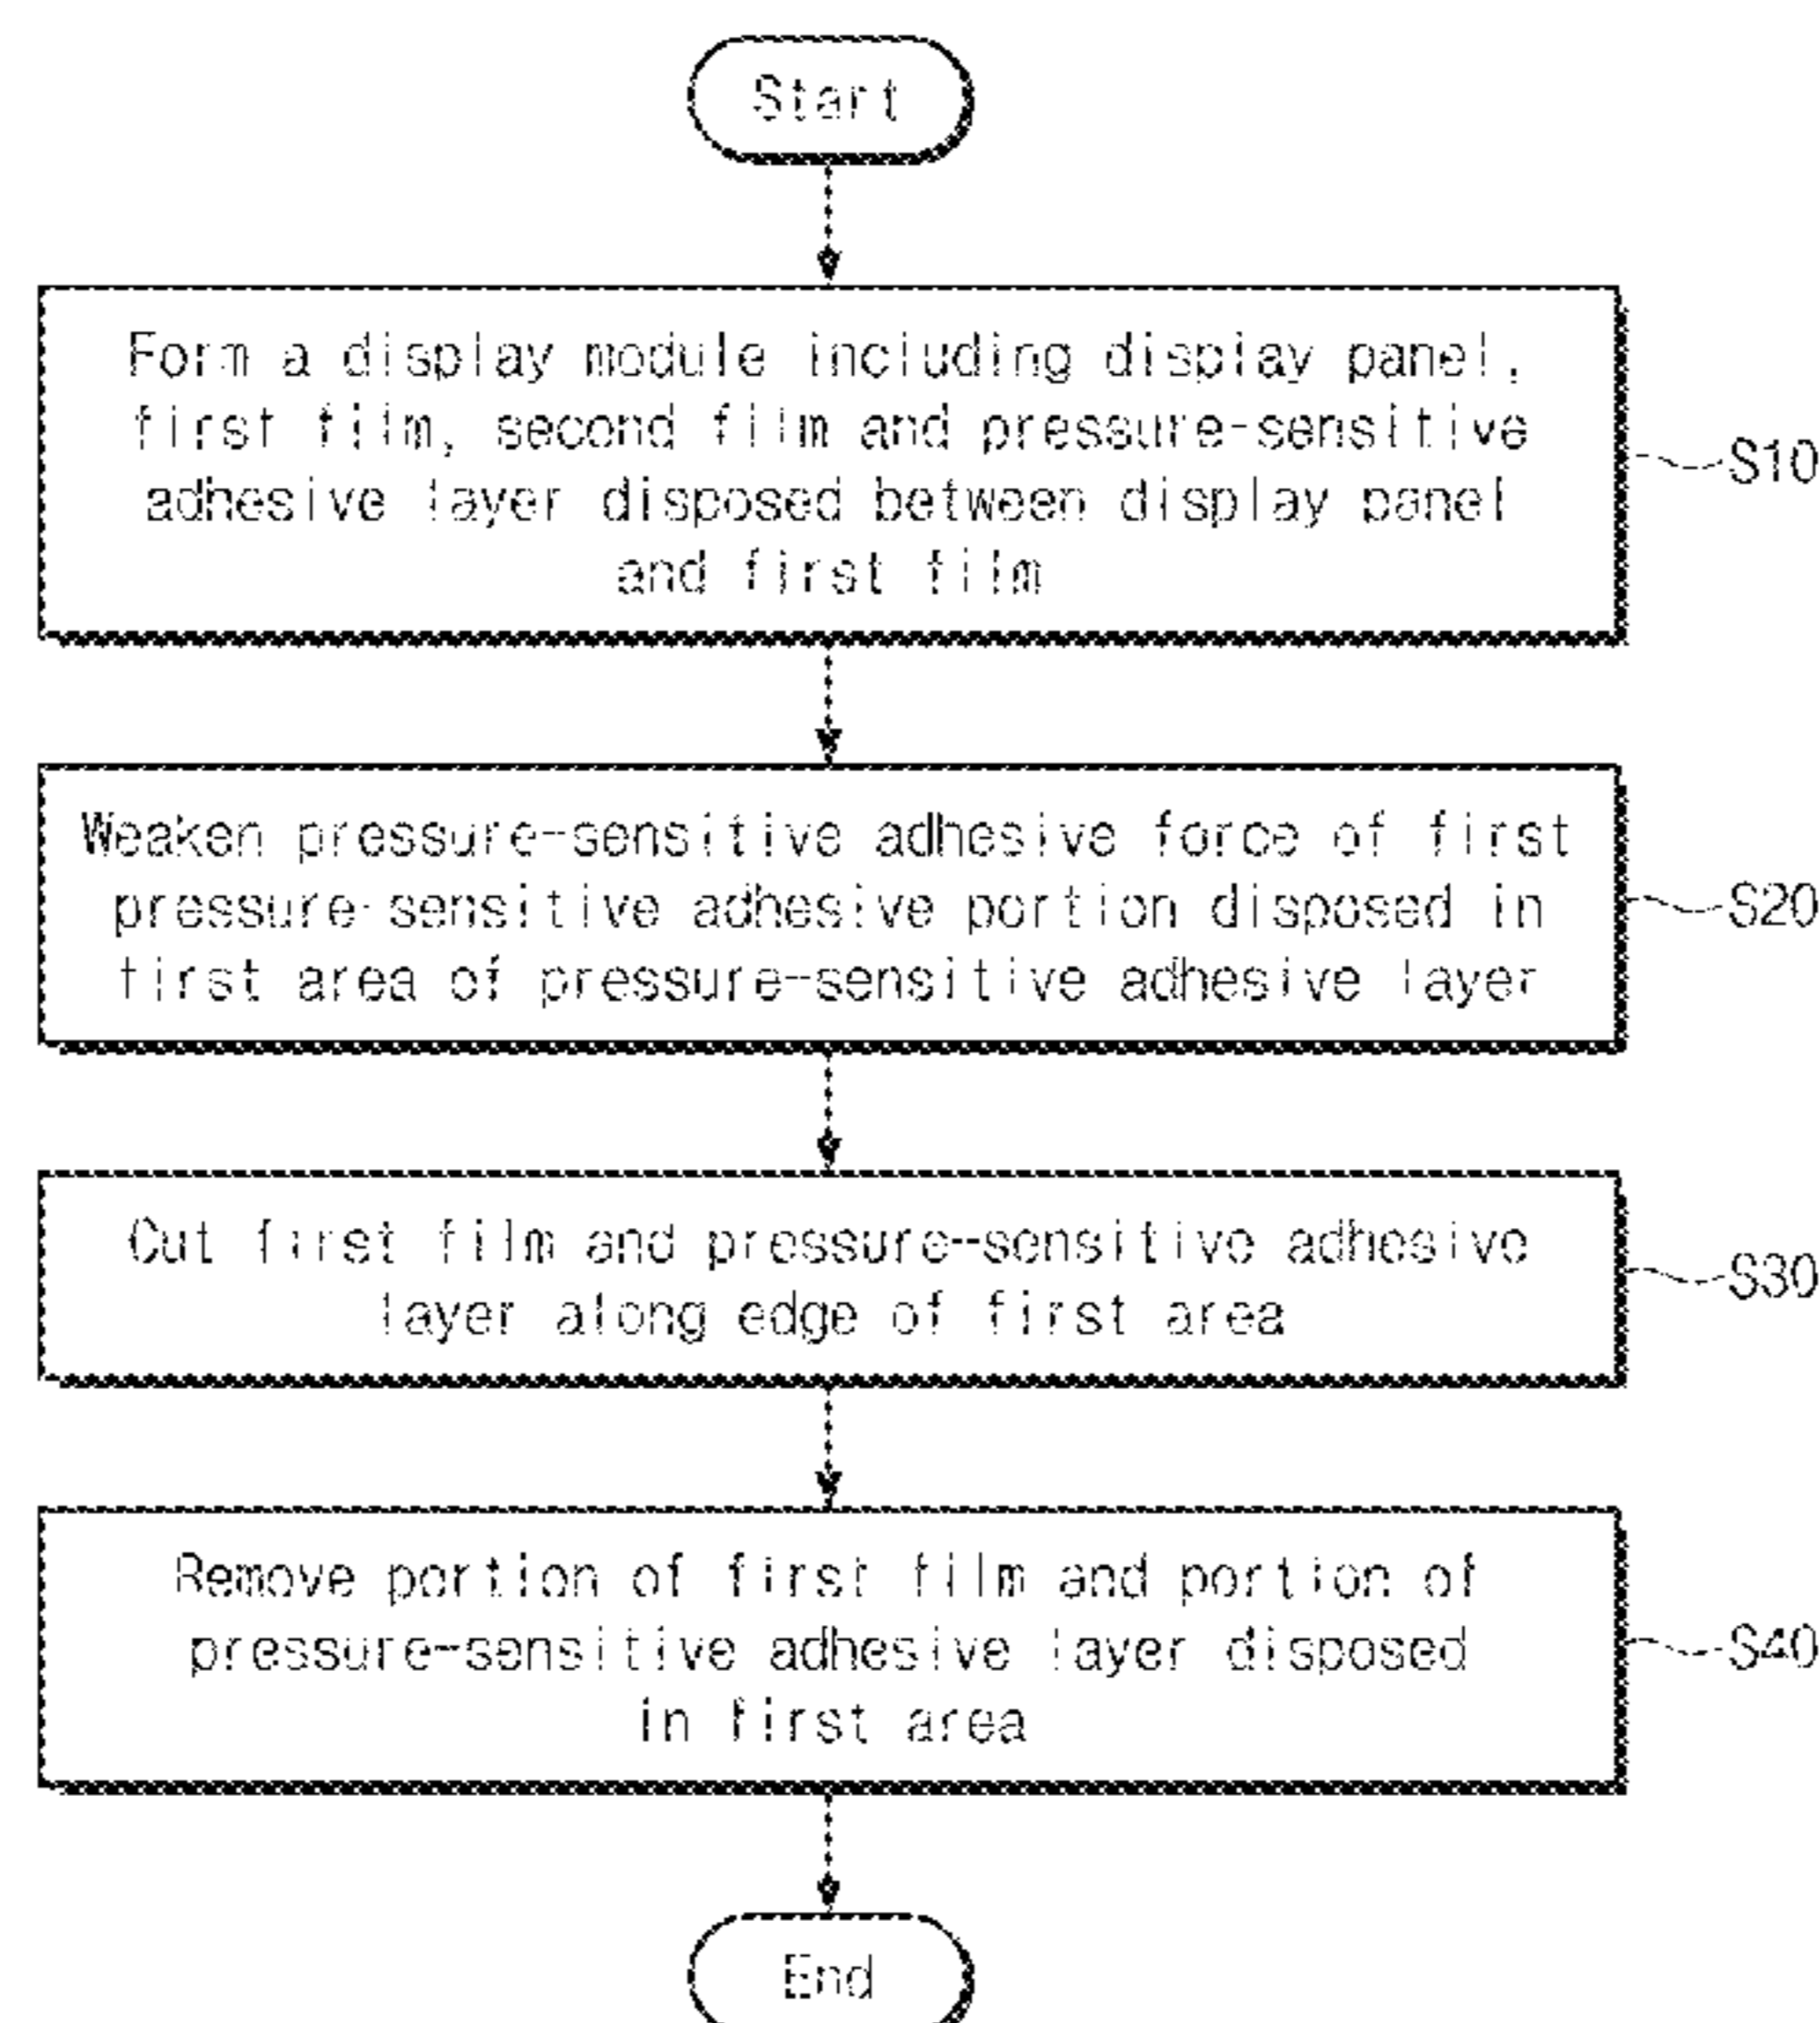 Start
Form a display module including display panel,
first film, second film and pressure-sensitive
adhesive layer disposed between display panel
and first film
S10
Weaken pressure-sensitive adhesive force of first
pressure-sensitive adhesive portion disposed in
first area of pressure-sensitive adhesive layer
S20
Cut first film and pressure-sensitive adhesive
layer along edge of first area
S30
Remove portion of first film and portion of
pressure-sensitive adhesive layer disposed
in first area
S40
End